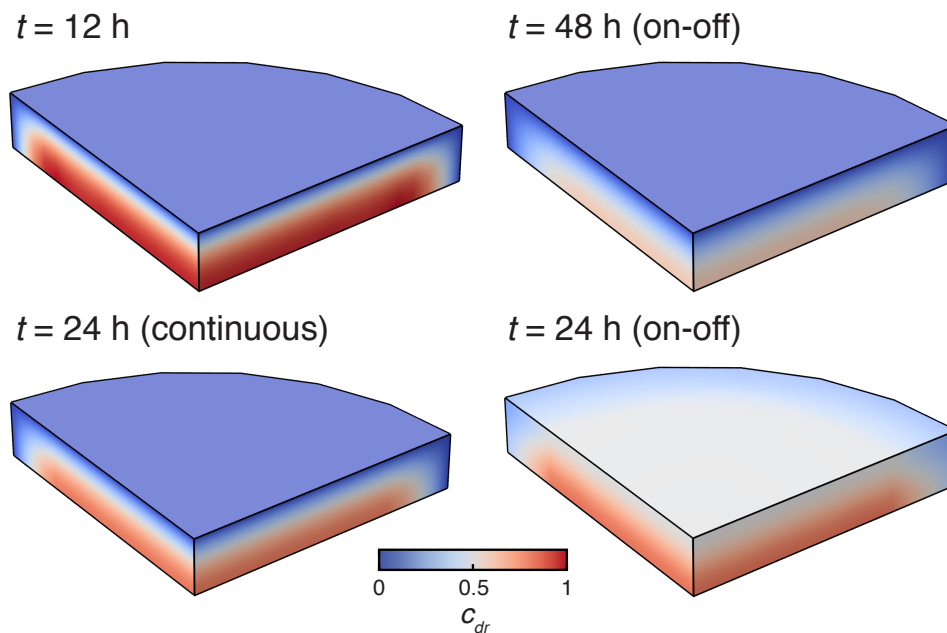 t = 12 h
t = 48 h (on-off)
t = 24 h (continuous)
t = 24 h (on-off)
0 0.5 1
c_dr